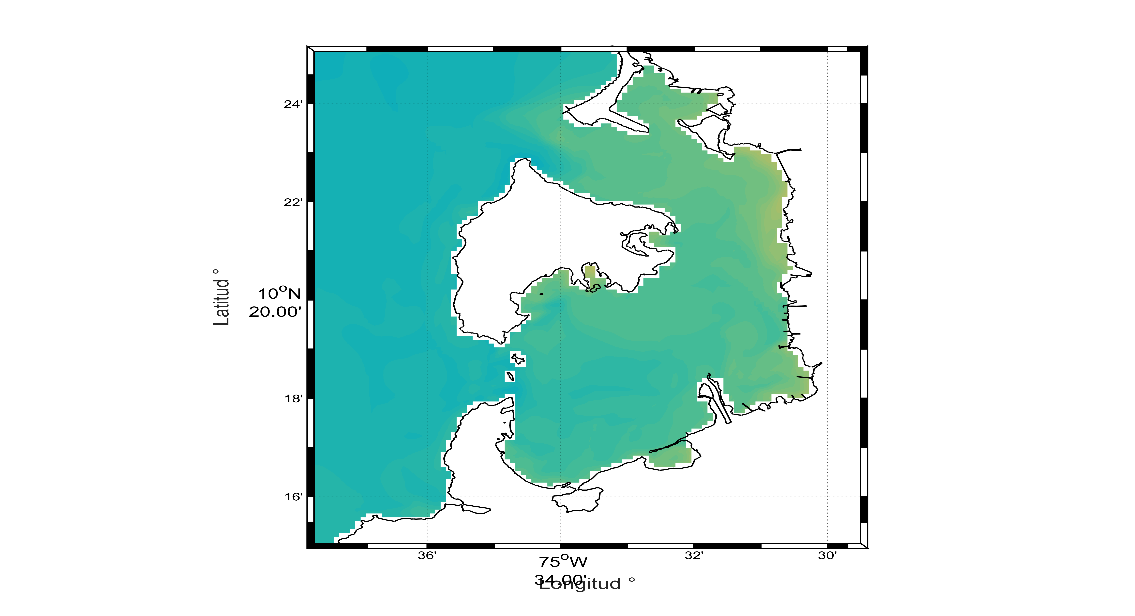 24'
22'
Latitud °
10°N
20.00'
18'
16'
36'
75°W
34.00'
32'
30'
Longitud °